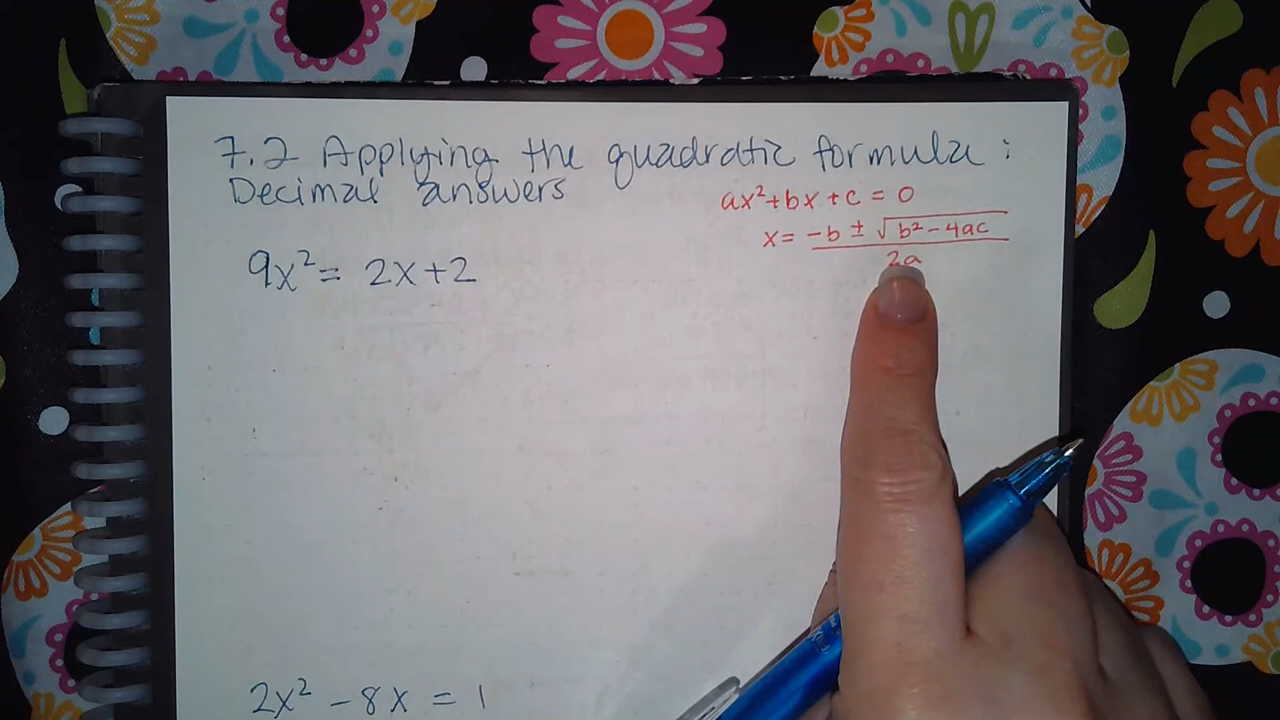 7.2 Applying the quadratic formula:
Decimal answers
ax²+bx+c=0
x= -b ± √b²-4ac
2a
9x²= 2x+2
2x² -8x = 1